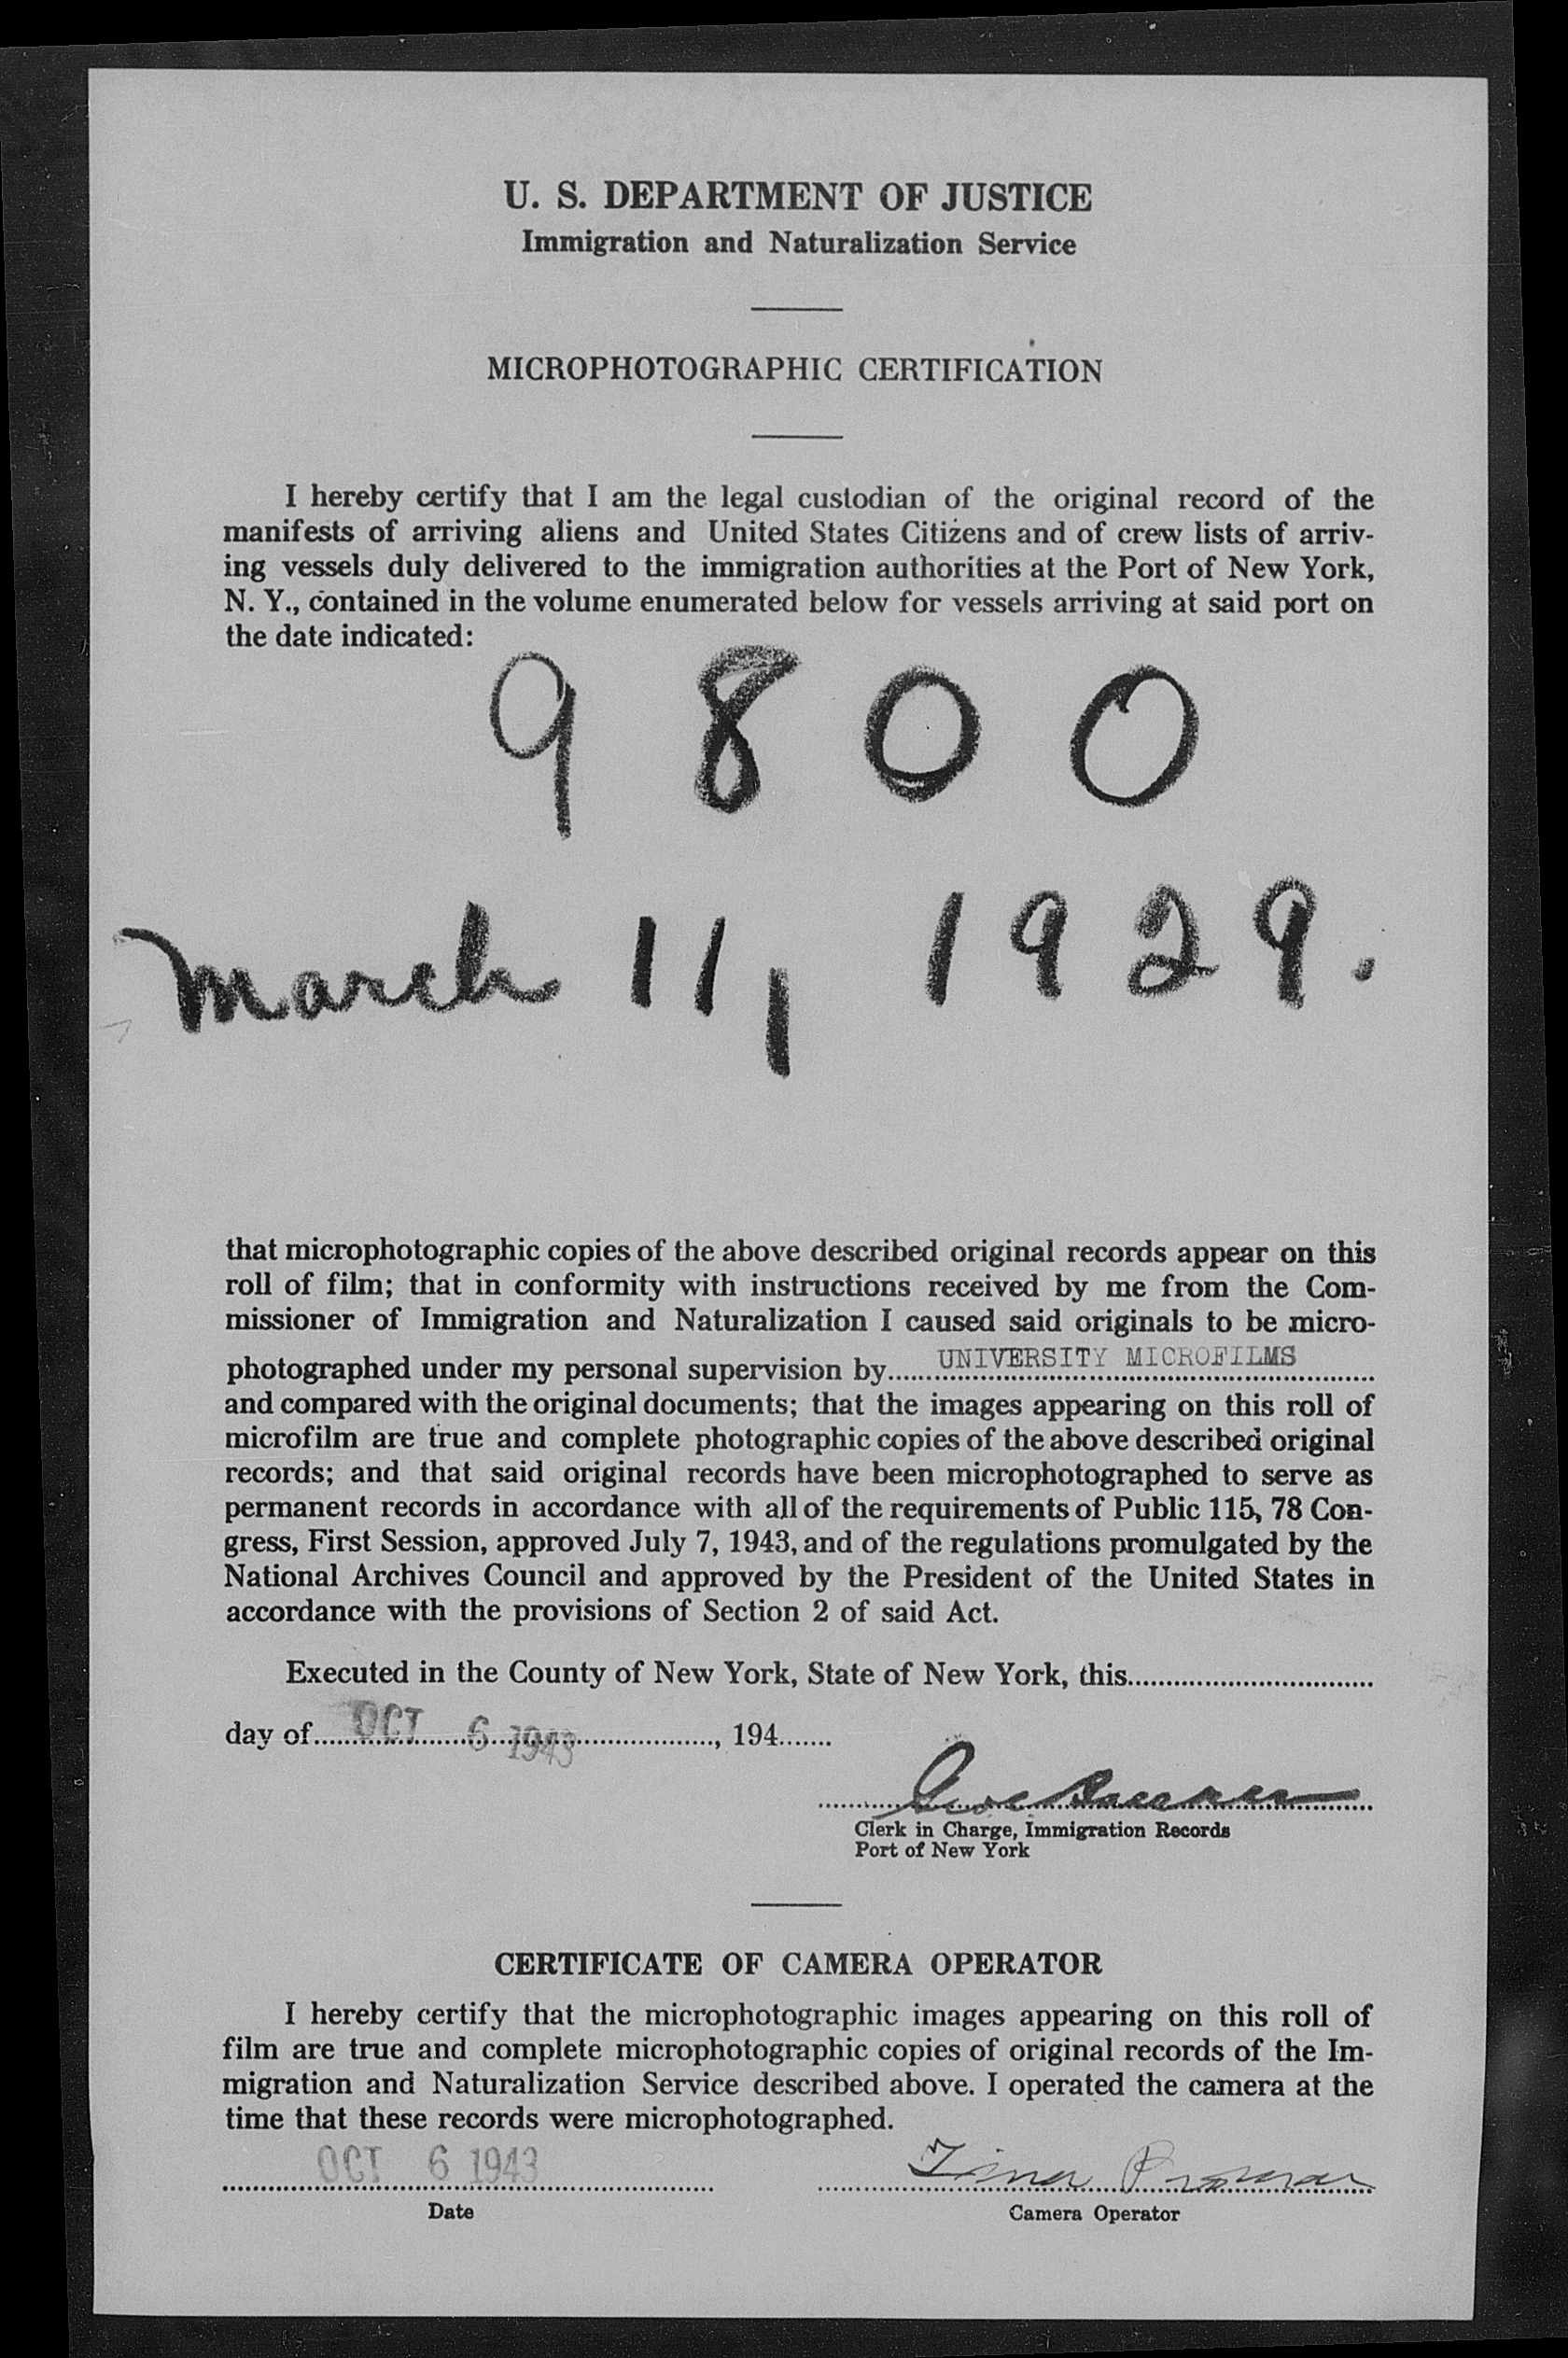 U. S. DEPARTMENT OF JUSTICE
Immigration and Naturalization Service
MICROPHOTOGRAPHIC CERTIFICATION
I hereby certify that I am the legal custodian of the original record of the
manifests of arriving aliens and United States Citizens and of crew lists of arriv-
ing vessels duly delivered to the immigration authorities at the Port of New York,
N. Y., contained in the volume enumerated below for vessels arriving at said port on
the date indicated:
9800
March 11, 1929.
that microphotographic copies of the above described original records appear on this
roll of film; that in conformity with instructions received by me from the Com-
missioner of Immigration and Naturalization I caused said originals to be micro-
photographed under my personal supervision by UNIVERSITY MICROFILMS
and compared with the original documents; that the images appearing on this roll of
microfilm are true and complete photographic copies of the above described original
records; and that said original records have been microphotographed to serve as
permanent records in accordance with all of the requirements of Public 115, 78 Con-
gress, First Session, approved July 7, 1943, and of the regulations promulgated by the
National Archives Council and approved by the President of the United States in
accordance with the provisions of Section 2 of said Act.
Executed in the County of New York, State of New York, this
day of OCT 6 1943, 194
Clerk in Charge, Immigration Records
Port of New York
CERTIFICATE OF CAMERA OPERATOR
I hereby certify that the microphotographic images appearing on this roll of
film are true and complete microphotographic copies of original records of the Im-
migration and Naturalization Service described above. I operated the camera at the
time that these records were microphotographed.
OCT 6 1943
Date
Camera Operator